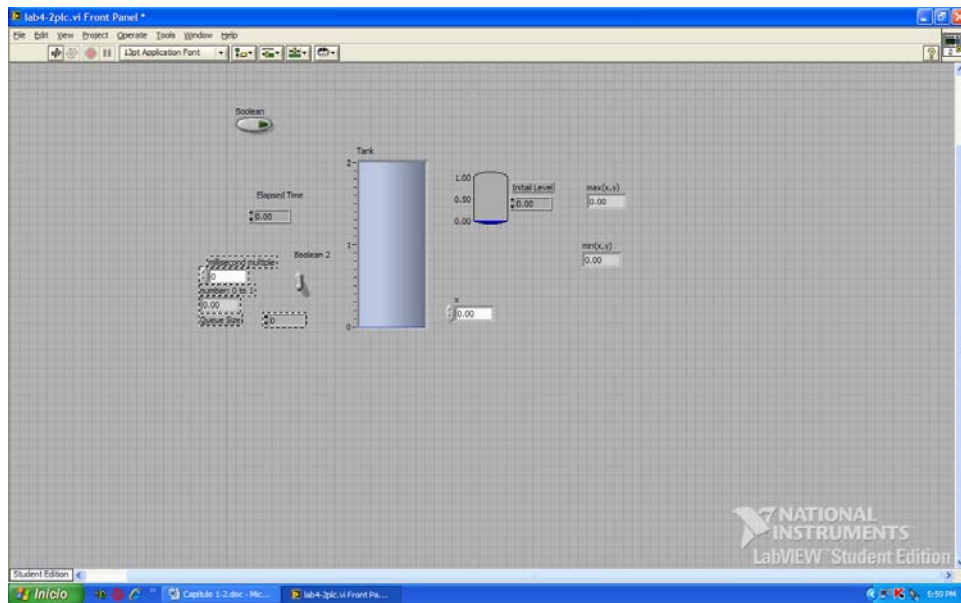 lab4-2plc.vi Front Panel *
File Edit View Project Operate Tools Window Help
13pt Application Font
2
Boolean
Tank
2
1
0
Elapsed Time
0.00
1.00
0.50
0.00
Initail Level
0.00
max(x,y)
0.00
min(x,y)
0.00
Boolean 2
millisecond multiple
0
number: 0 to 1
0.00
Queue Size
0
x
0.00
NATIONAL
INSTRUMENTS
LabVIEW Student Edition
Student Edition
Inicio
Capitulo 1-2.doc - Mic...
lab4-2plc.vi Front Pa...
5:59 PM